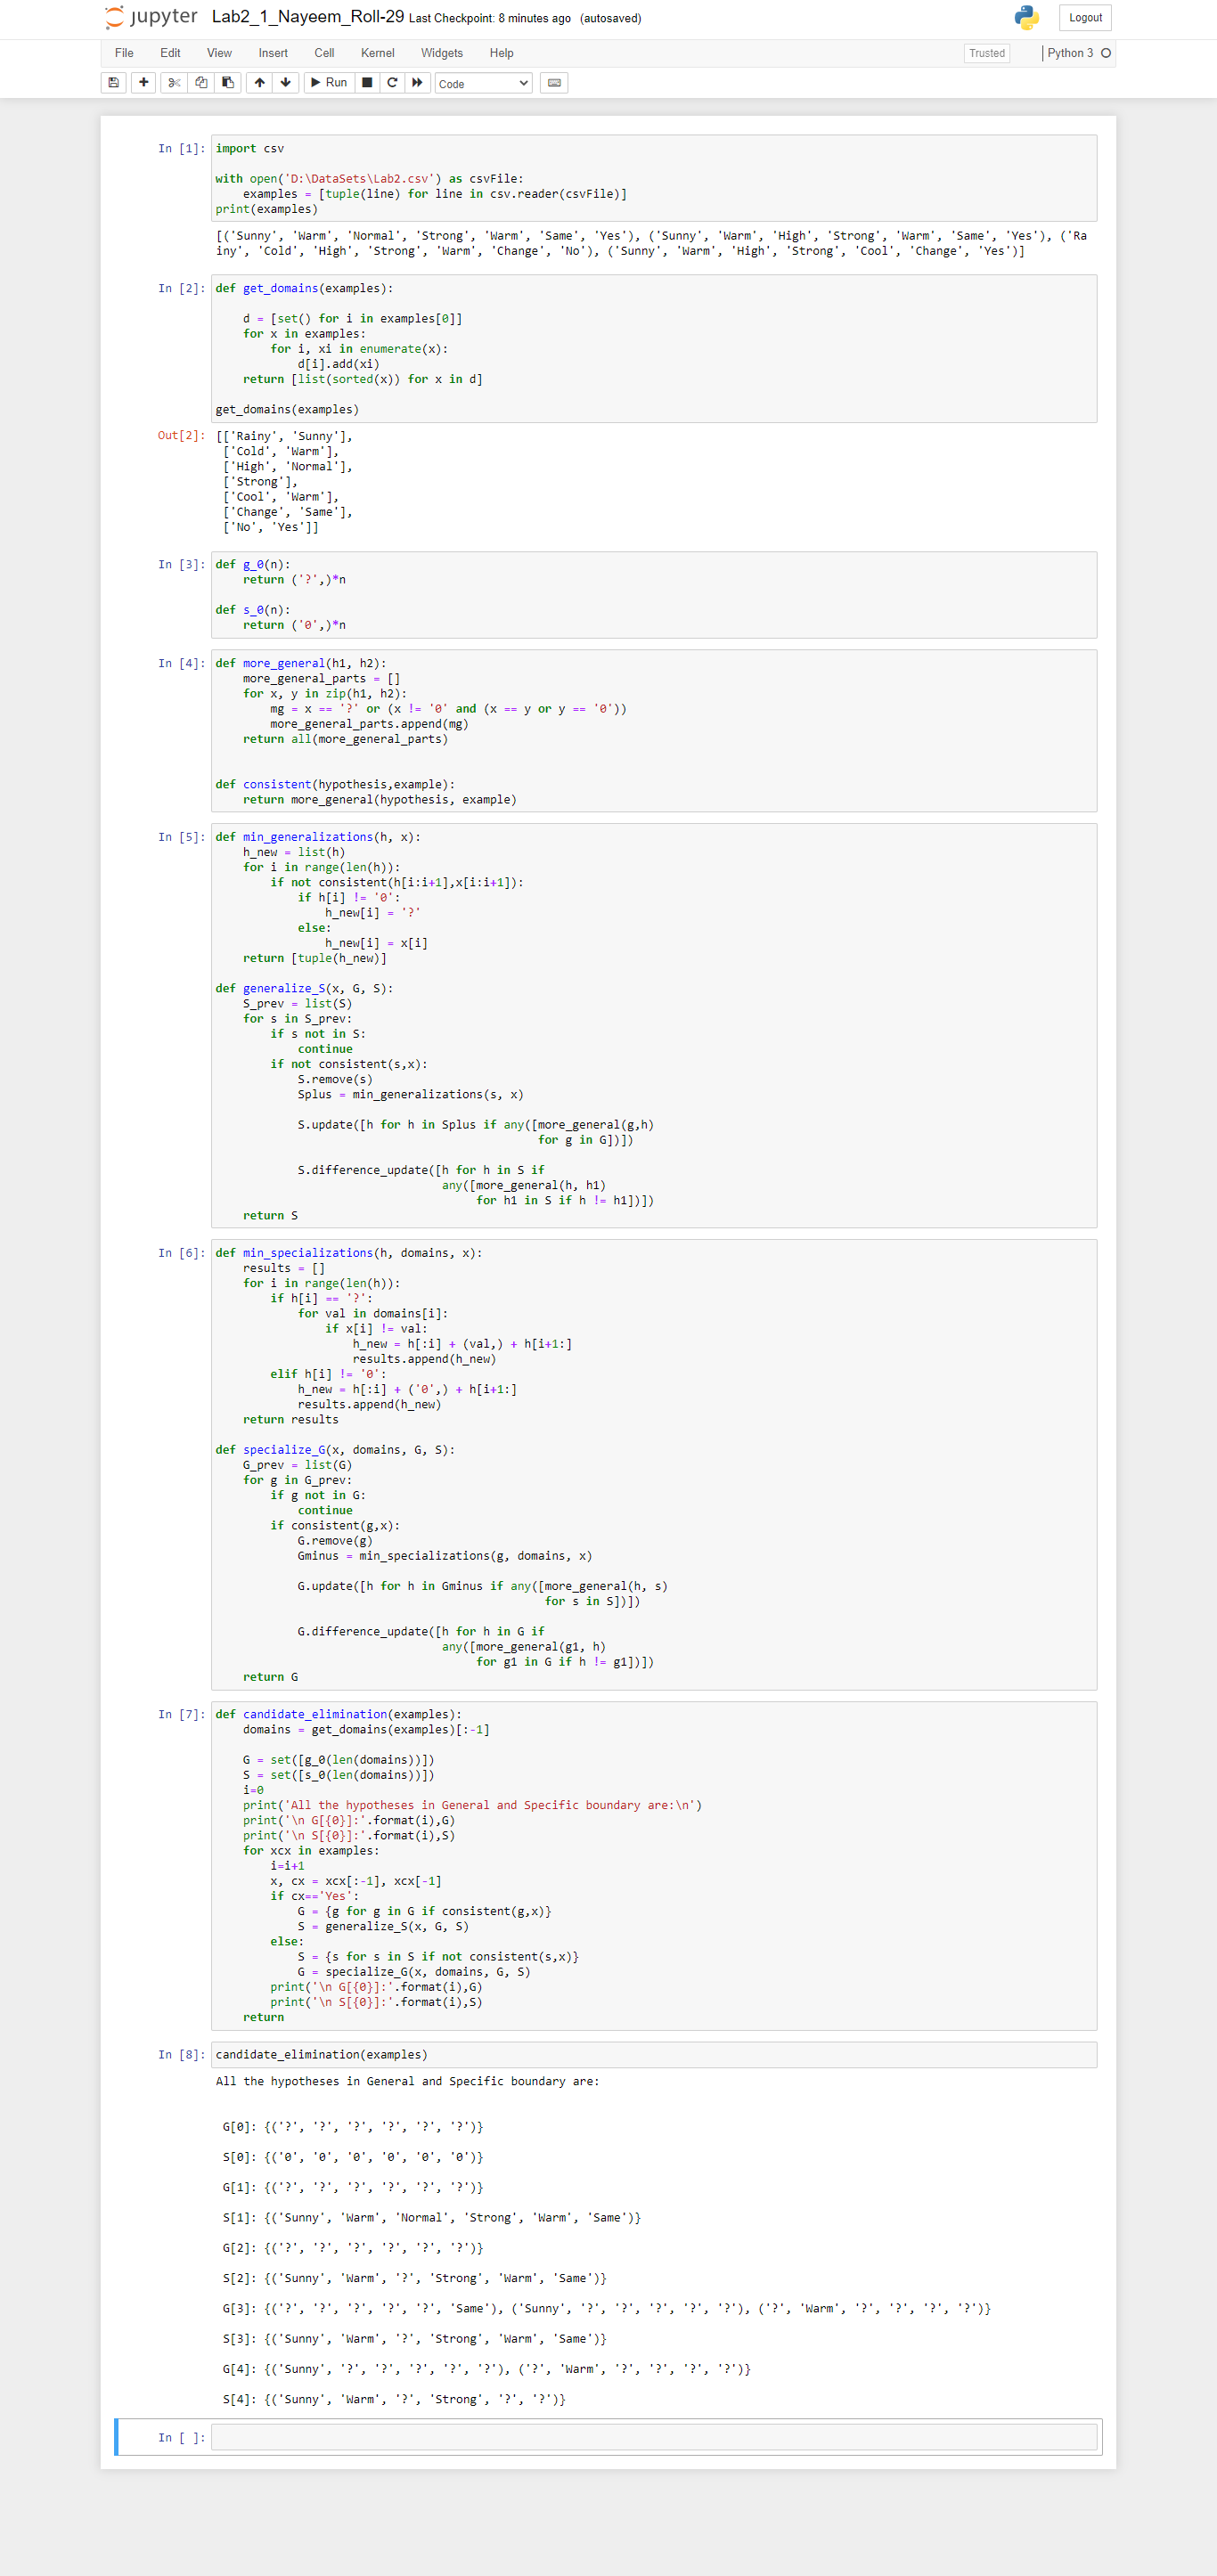 jupyter Lab2_1_Nayeem_Roll-29 Last Checkpoint: 8 minutes ago (autosaved) Logout
File Edit View Insert Cell Kernel Widgets Help Trusted Python 3
Run Code
In [1]: import csv
with open('D:\DataSets\Lab2.csv') as csvFile:
    examples = [tuple(line) for line in csv.reader(csvFile)]
print(examples)
[('Sunny', 'Warm', 'Normal', 'Strong', 'Warm', 'Same', 'Yes'), ('Sunny', 'Warm', 'High', 'Strong', 'Warm', 'Same', 'Yes'), ('Ra
iny', 'Cold', 'High', 'Strong', 'Warm', 'Change', 'No'), ('Sunny', 'Warm', 'High', 'Strong', 'Cool', 'Change', 'Yes')]
In [2]: def get_domains(examples):
    d = [set() for i in examples[0]]
    for x in examples:
        for i, xi in enumerate(x):
            d[i].add(xi)
    return [list(sorted(x)) for x in d]
get_domains(examples)
Out[2]: [['Rainy', 'Sunny'],
 ['Cold', 'Warm'],
 ['High', 'Normal'],
 ['Strong'],
 ['Cool', 'Warm'],
 ['Change', 'Same'],
 ['No', 'Yes']]
In [3]: def g_0(n):
    return ('?',)*n
def s_0(n):
    return ('0',)*n
In [4]: def more_general(h1, h2):
    more_general_parts = []
    for x, y in zip(h1, h2):
        mg = x == '?' or (x != '0' and (x == y or y == '0'))
        more_general_parts.append(mg)
    return all(more_general_parts)
def consistent(hypothesis,example):
    return more_general(hypothesis, example)
In [5]: def min_generalizations(h, x):
    h_new = list(h)
    for i in range(len(h)):
        if not consistent(h[i:i+1],x[i:i+1]):
            if h[i] != '0':
                h_new[i] = '?'
            else:
                h_new[i] = x[i]
    return [tuple(h_new)]
def generalize_S(x, G, S):
    S_prev = list(S)
    for s in S_prev:
        if s not in S:
            continue
        if not consistent(s,x):
            S.remove(s)
            Splus = min_generalizations(s, x)
            S.update([h for h in Splus if any([more_general(g,h)
                                               for g in G])])
            S.difference_update([h for h in S if
                                 any([more_general(h, h1)
                                      for h1 in S if h != h1])])
    return S
In [6]: def min_specializations(h, domains, x):
    results = []
    for i in range(len(h)):
        if h[i] == '?':
            for val in domains[i]:
                if x[i] != val:
                    h_new = h[:i] + (val,) + h[i+1:]
                    results.append(h_new)
        elif h[i] != '0':
            h_new = h[:i] + ('0',) + h[i+1:]
            results.append(h_new)
    return results
def specialize_G(x, domains, G, S):
    G_prev = list(G)
    for g in G_prev:
        if g not in G:
            continue
        if consistent(g,x):
            G.remove(g)
            Gminus = min_specializations(g, domains, x)
            G.update([h for h in Gminus if any([more_general(h, s)
                                                for s in S])])
            G.difference_update([h for h in G if
                                 any([more_general(g1, h)
                                      for g1 in G if h != g1])])
    return G
In [7]: def candidate_elimination(examples):
    domains = get_domains(examples)[:-1]
    G = set([g_0(len(domains))])
    S = set([s_0(len(domains))])
    i=0
    print('All the hypotheses in General and Specific boundary are:\n')
    print('\n G[{0}]:'.format(i),G)
    print('\n S[{0}]:'.format(i),S)
    for xcx in examples:
        i=i+1
        x, cx = xcx[:-1], xcx[-1]
        if cx=='Yes':
            G = {g for g in G if consistent(g,x)}
            S = generalize_S(x, G, S)
        else:
            S = {s for s in S if not consistent(s,x)}
            G = specialize_G(x, domains, G, S)
        print('\n G[{0}]:'.format(i),G)
        print('\n S[{0}]:'.format(i),S)
    return
In [8]: candidate_elimination(examples)
All the hypotheses in General and Specific boundary are:
G[0]: {('?', '?', '?', '?', '?', '?')}
S[0]: {('0', '0', '0', '0', '0', '0')}
G[1]: {('?', '?', '?', '?', '?', '?')}
S[1]: {('Sunny', 'Warm', 'Normal', 'Strong', 'Warm', 'Same')}
G[2]: {('?', '?', '?', '?', '?', '?')}
S[2]: {('Sunny', 'Warm', '?', 'Strong', 'Warm', 'Same')}
G[3]: {('?', '?', '?', '?', '?', 'Same'), ('Sunny', '?', '?', '?', '?', '?'), ('?', 'Warm', '?', '?', '?', '?')}
S[3]: {('Sunny', 'Warm', '?', 'Strong', 'Warm', 'Same')}
G[4]: {('Sunny', '?', '?', '?', '?', '?'), ('?', 'Warm', '?', '?', '?', '?')}
S[4]: {('Sunny', 'Warm', '?', 'Strong', '?', '?')}
In [ ]: